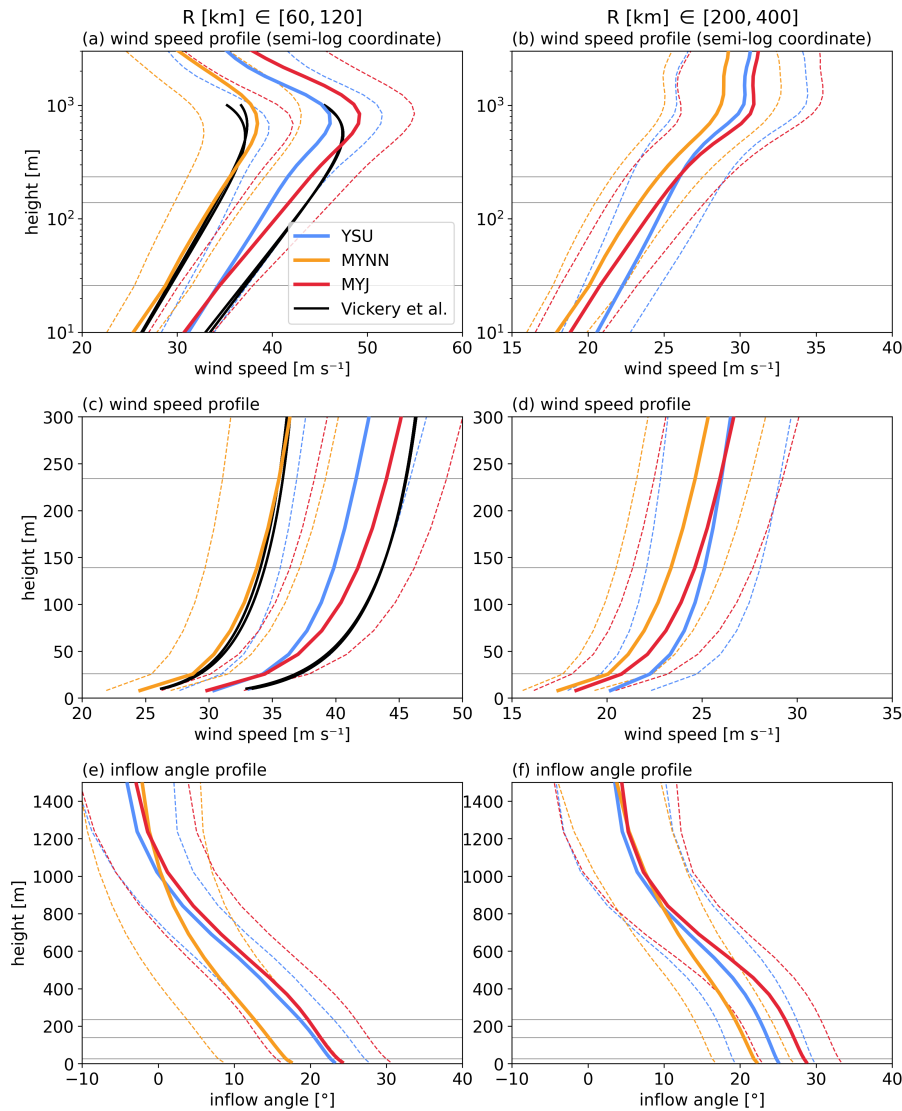 R [km] ∈ [60, 120]
R [km] ∈ [200, 400]
(a) wind speed profile (semi-log coordinate)
(b) wind speed profile (semi-log coordinate)
height [m]
10³
10²
10¹
20 30 40 50 60
wind speed [m s⁻¹]
YSU
MYNN
MYJ
Vickery et al.
10³
10²
10¹
15 20 25 30 35 40
wind speed [m s⁻¹]
(c) wind speed profile
(d) wind speed profile
height [m]
300
250
200
150
100
50
0
20 25 30 35 40 45 50
wind speed [m s⁻¹]
300
250
200
150
100
50
0
15 20 25 30 35
wind speed [m s⁻¹]
(e) inflow angle profile
(f) inflow angle profile
height [m]
1400
1200
1000
800
600
400
200
0
−10 0 10 20 30 40
inflow angle [°]
1400
1200
1000
800
600
400
200
0
−10 0 10 20 30 40
inflow angle [°]